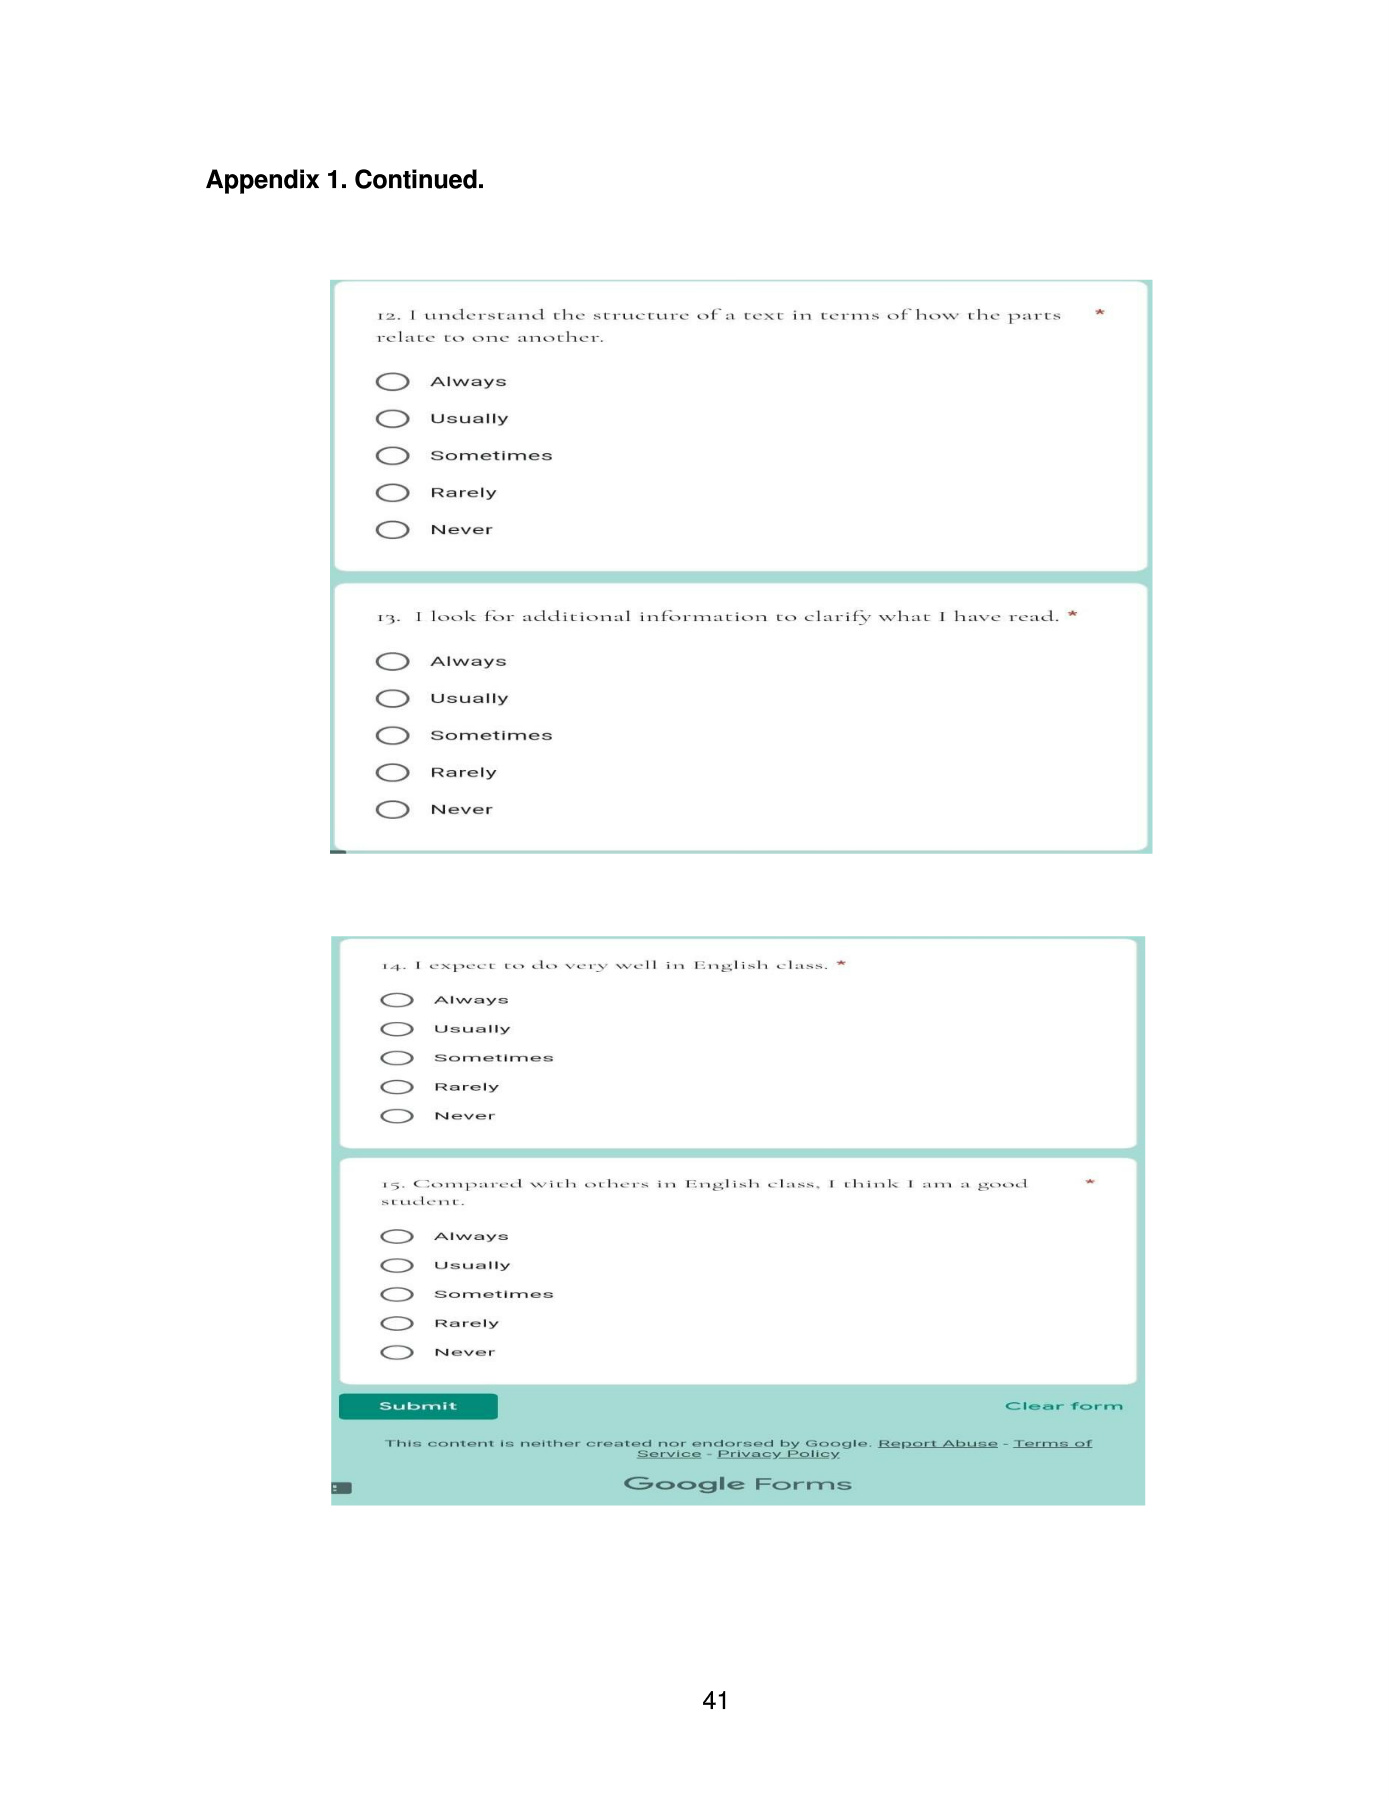 Appendix 1. Continued.
12. I understand the structure of a text in terms of how the parts *
relate to one another.
Always
Usually
Sometimes
Rarely
Never
13. I look for additional information to clarify what I have read. *
Always
Usually
Sometimes
Rarely
Never
14. I expect to do very well in English class. *
Always
Usually
Sometimes
Rarely
Never
15. Compared with others in English class, I think I am a good *
student.
Always
Usually
Sometimes
Rarely
Never
Submit
Clear form
This content is neither created nor endorsed by Google. Report Abuse - Terms of
Service - Privacy Policy
Google Forms
41